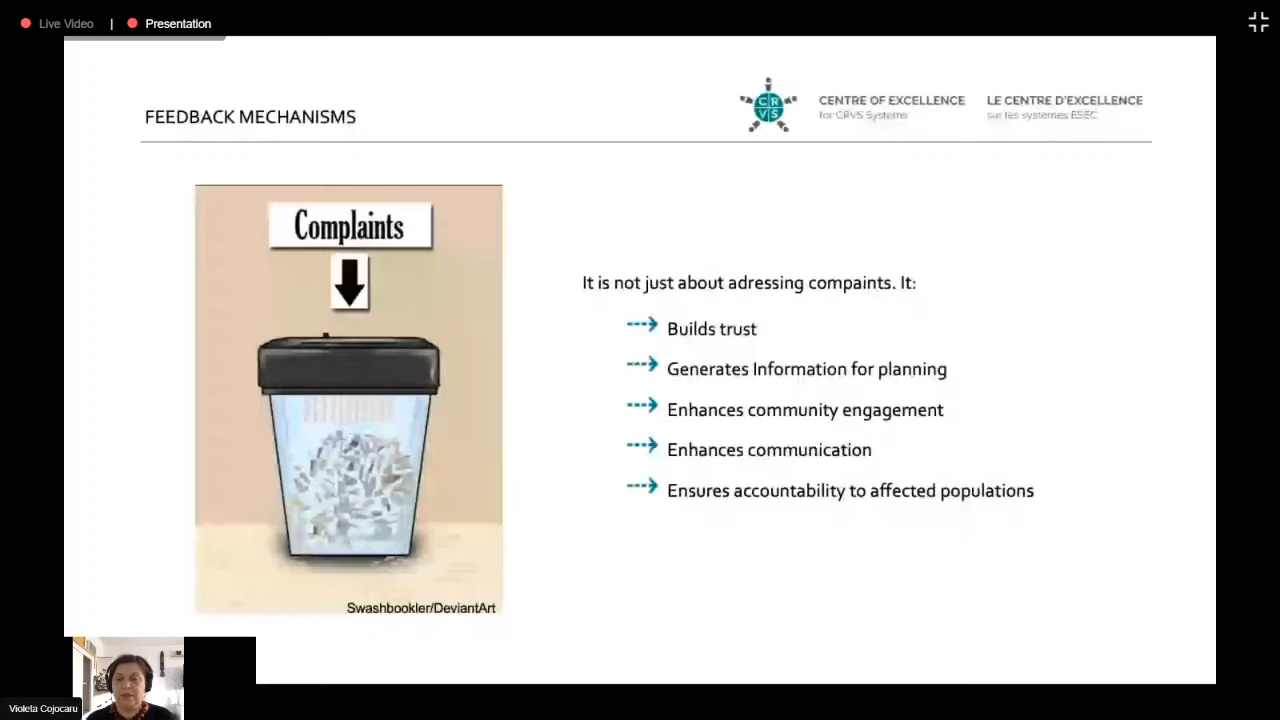 Live Video | Presentation
FEEDBACK MECHANISMS
CRVS
CENTRE OF EXCELLENCE
for CRVS Systems
LE CENTRE D'EXCELLENCE
sur les systèmes ESEC
Complaints
Swashbookler/DeviantArt
It is not just about adressing compaints. It:
Builds trust
Generates Information for planning
Enhances community engagement
Enhances communication
Ensures accountability to affected populations
Violeta Cojocaru